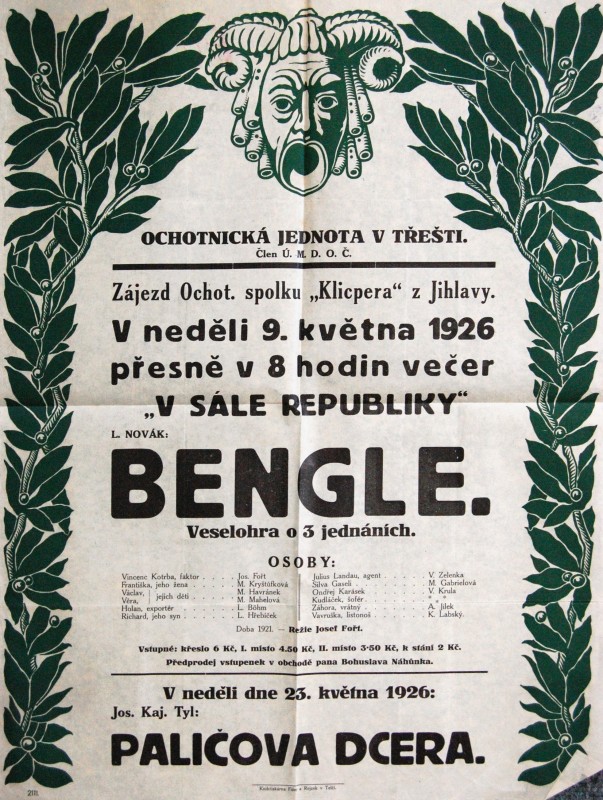 OCHOTNICKÁ JEDNOTA V TŘEŠTI.
Člen Ú. M. D. O. Č.
Zájezd Ochot. spolku „Klicpera" z Jihlavy.
V neděli 9. května 1926
přesně v 8 hodin večer
„V SÁLE REPUBLIKY"
L. NOVÁK:
BENGLE.
Veselohra o 3 jednáních.
OSOBY:
Vincenc Kotrba, faktor . . . . Jos. Fořt
Františka, jeho žena . . . . . M. Kryštůfková
Václav, | jejich děti . . . . M. Havránek
Věra, | M. Mabelová
Holan, exportér . . . . . L. Böhm
Richard, jeho syn . . . . . L. Hřebíček
Julius Landau, agent . . . . V. Zelenka
Silva Gaseli . . . . . M. Gabrielová
Ondřej Karásek . . . . . V. Krula
Kudláček, šofér . . . . . * * *
Záhora, vrátný . . . . . A. Jílek
Vavruška, listonoš . . . . K. Labský.
Doba 1921. — Režie Josef Fořt.
Vstupné: křeslo 6 Kč, I. místo 4.50 Kč, II. místo 3·50 Kč, k stání 2 Kč.
Předprodej vstupenek v obchodě pana Bohuslava Náhůnka.
V neděli dne 23. května 1926:
Jos. Kaj. Tyl:
PALIČOVA DCERA.
Knihtiskárna a v Telči